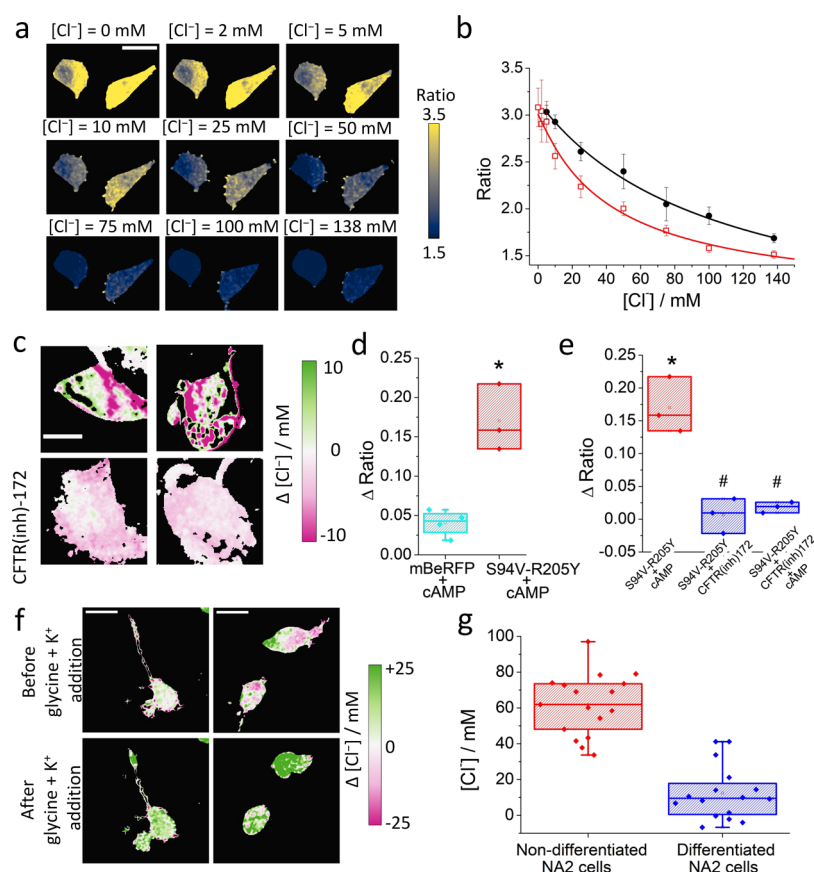 a
[Cl⁻] = 0 mM
[Cl⁻] = 2 mM
[Cl⁻] = 5 mM
[Cl⁻] = 10 mM
[Cl⁻] = 25 mM
[Cl⁻] = 50 mM
[Cl⁻] = 75 mM
[Cl⁻] = 100 mM
[Cl⁻] = 138 mM
Ratio
3.5
1.5
b
Ratio
3.5
3.0
2.5
2.0
1.5
0 20 40 60 80 100 120 140
[Cl⁻] / mM
c
CFTR(inh)-172
10
0
-10
Δ [Cl⁻] / mM
d
Δ Ratio
0.25
0.20
0.15
0.10
0.05
0.00
*
mBeRFP
+
cAMP
S94V-R205Y
+cAMP
e
Δ Ratio
0.25
0.20
0.15
0.10
0.05
0.00
-0.05
*
#
#
S94V-R205Y
+
cAMP
S94V-R205Y
+
CFTR(inh)172
S94V-R205Y
+
CFTR(inh)172
+
cAMP
f
Before
glycine + K⁺
addition
After
glycine + K⁺
addition
+25
0
-25
Δ [Cl⁻] / mM
g
[Cl⁻] / mM
100
80
60
40
20
0
Non-differentiated
NA2 cells
Differentiated
NA2 cells